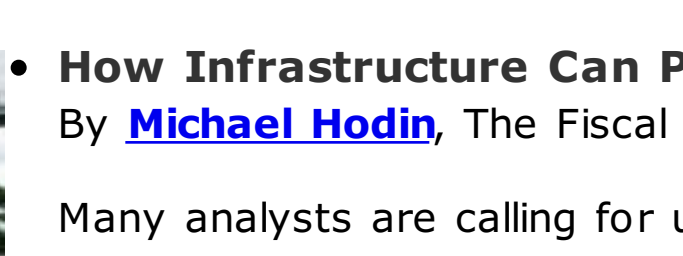 • How Infrastructure Can P
By Michael Hodin, The Fiscal
Many analysts are calling for u